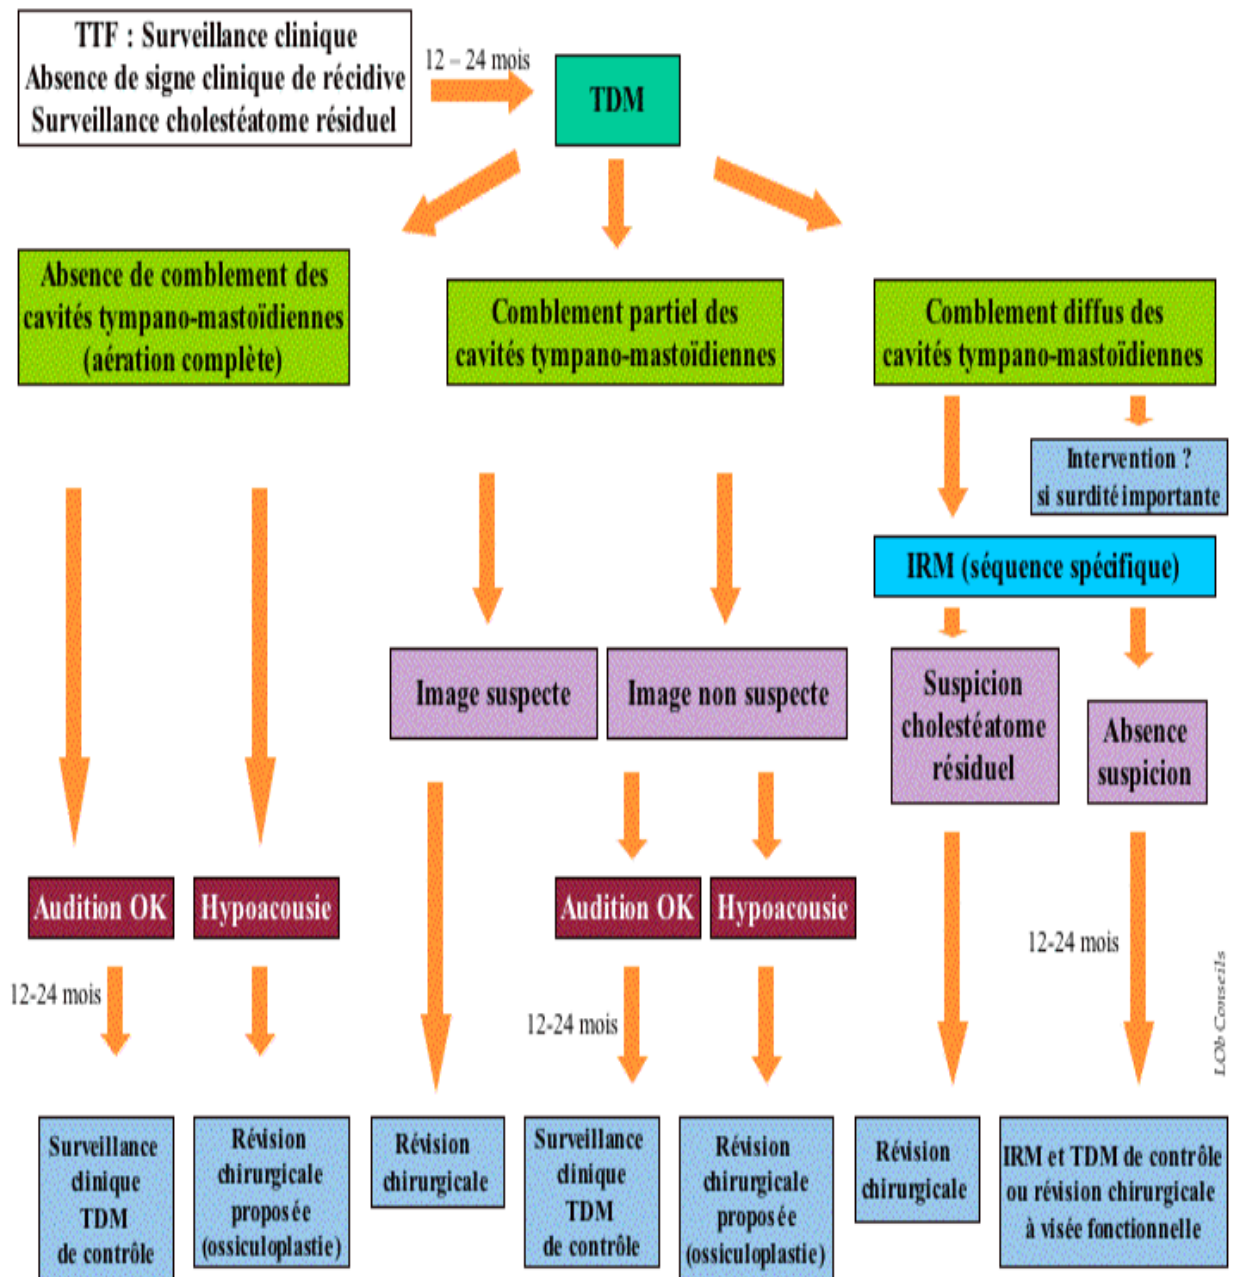 TTF : Surveillance clinique
Absence de signe clinique de récidive
Surveillance cholestéatome résiduel
12 – 24 mois
TDM
Absence de comblement des
cavités tympano-mastoïdiennes
(aération complète)
Comblement partiel des
cavités tympano-mastoïdiennes
Comblement diffus des
cavités tympano-mastoïdiennes
Intervention ?
si surdité importante
IRM (séquence spécifique)
Image suspecte
Image non suspecte
Suspicion
cholestéatome
résiduel
Absence
suspicion
Audition OK
Hypoacousie
Audition OK
Hypoacousie
12-24 mois
12-24 mois
12-24 mois
LOb Conseils
Surveillance
clinique
TDM
de contrôle
Révision
chirurgicale
proposée
(ossiculoplastie)
Révision
chirurgicale
Surveillance
clinique
TDM
de contrôle
Révision
chirurgicale
proposée
(ossiculoplastie)
Révision
chirurgicale
IRM et TDM de contrôle
ou révision chirurgicale
à visée fonctionnelle